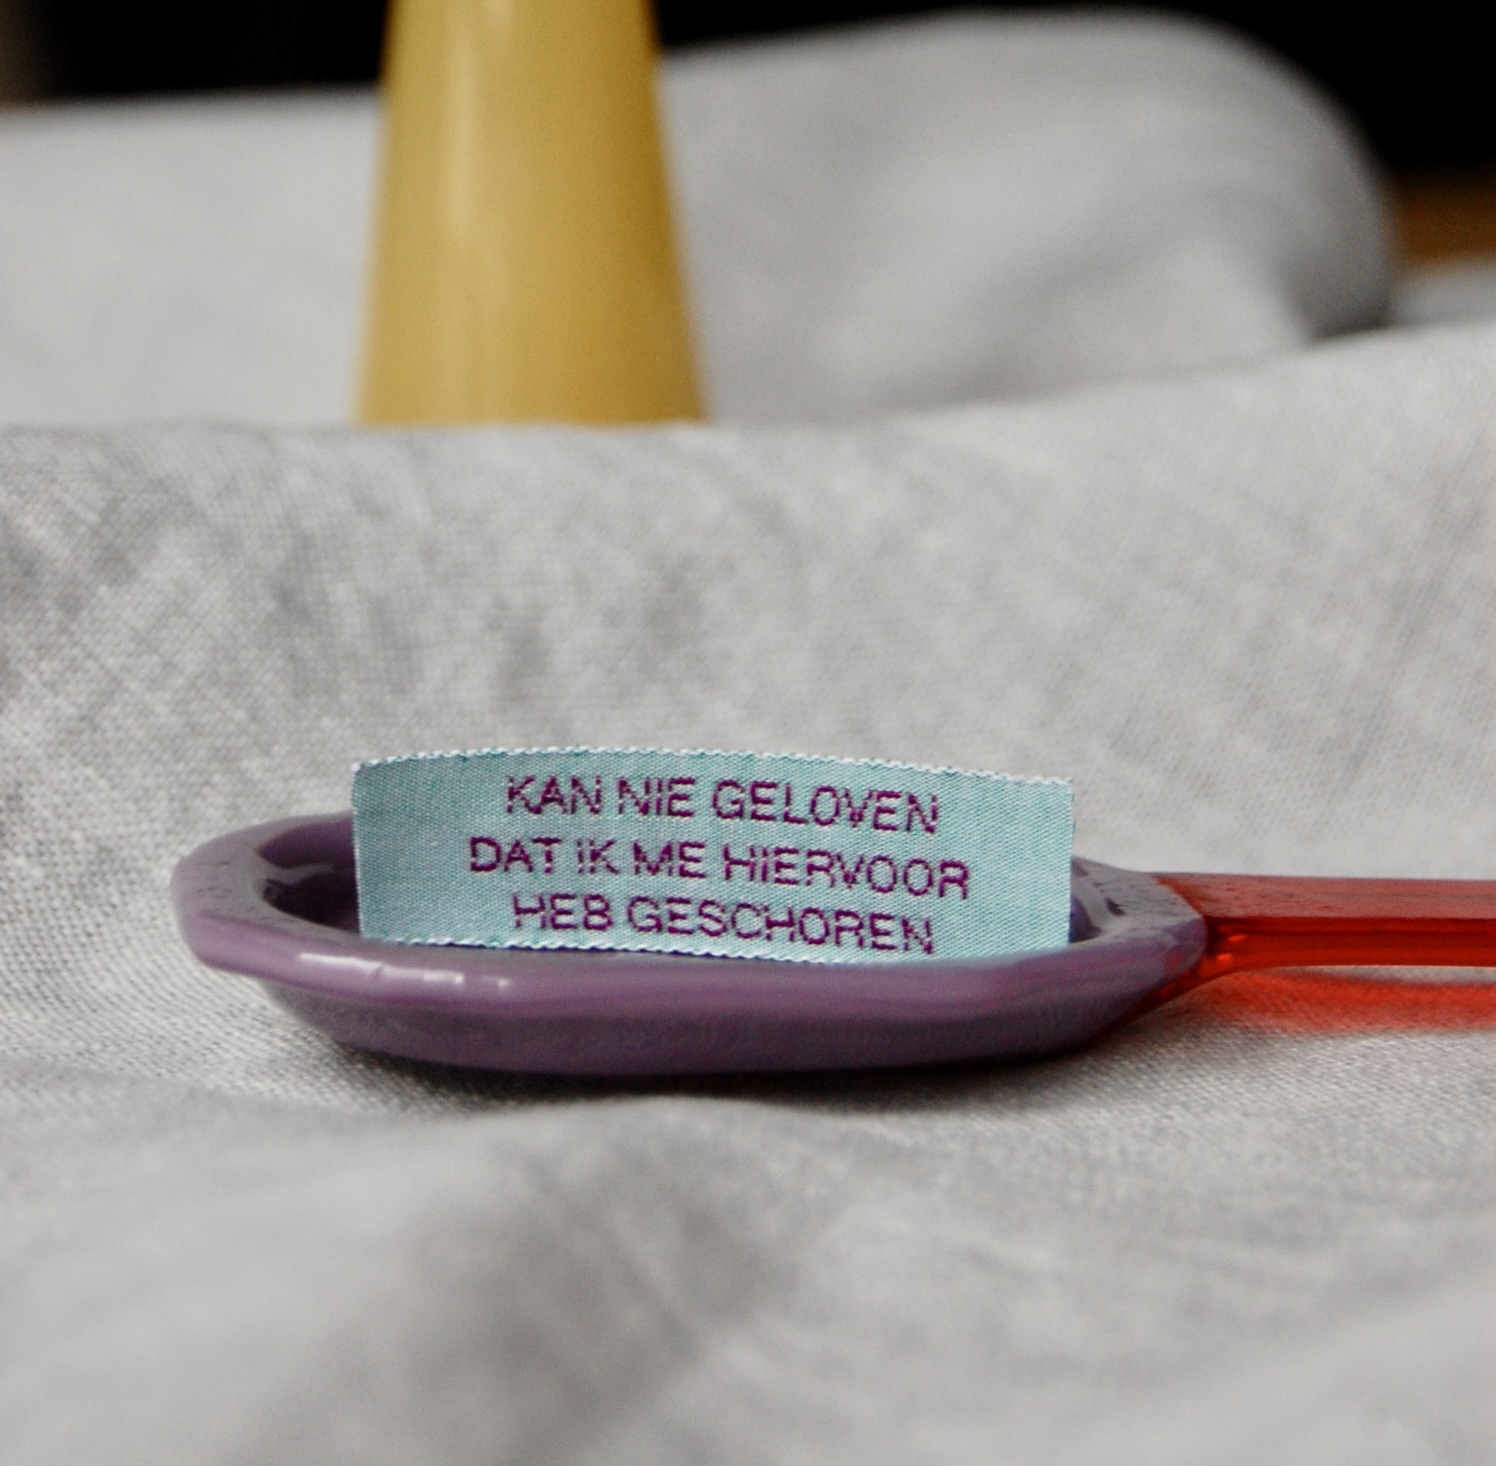 KAN NIE GELOVEN
DAT IK ME HIERVOOR
HEB GESCHOREN